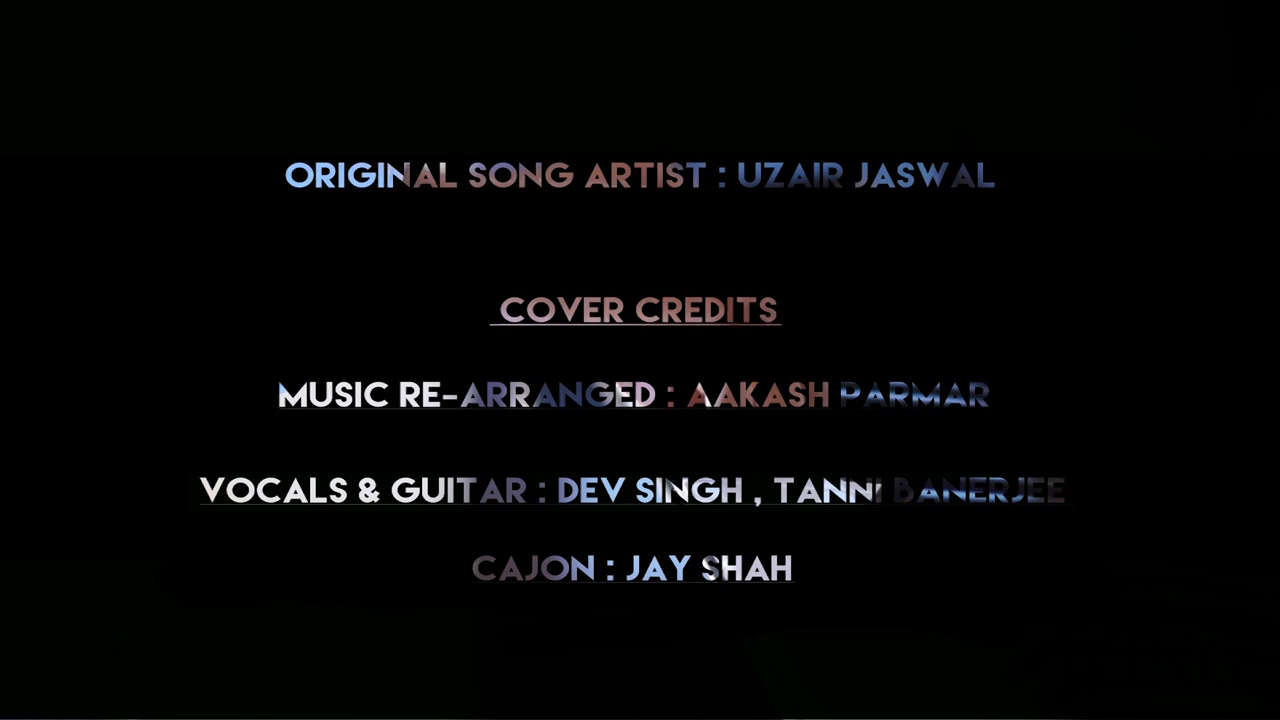 ORIGINAL SONG ARTIST : UZAIR JASWAL
COVER CREDITS
MUSIC RE-ARRANGED : AAKASH PARMAR
VOCALS & GUITAR : DEV SINGH , TANNI BANERJEE
CAJON : JAY SHAH